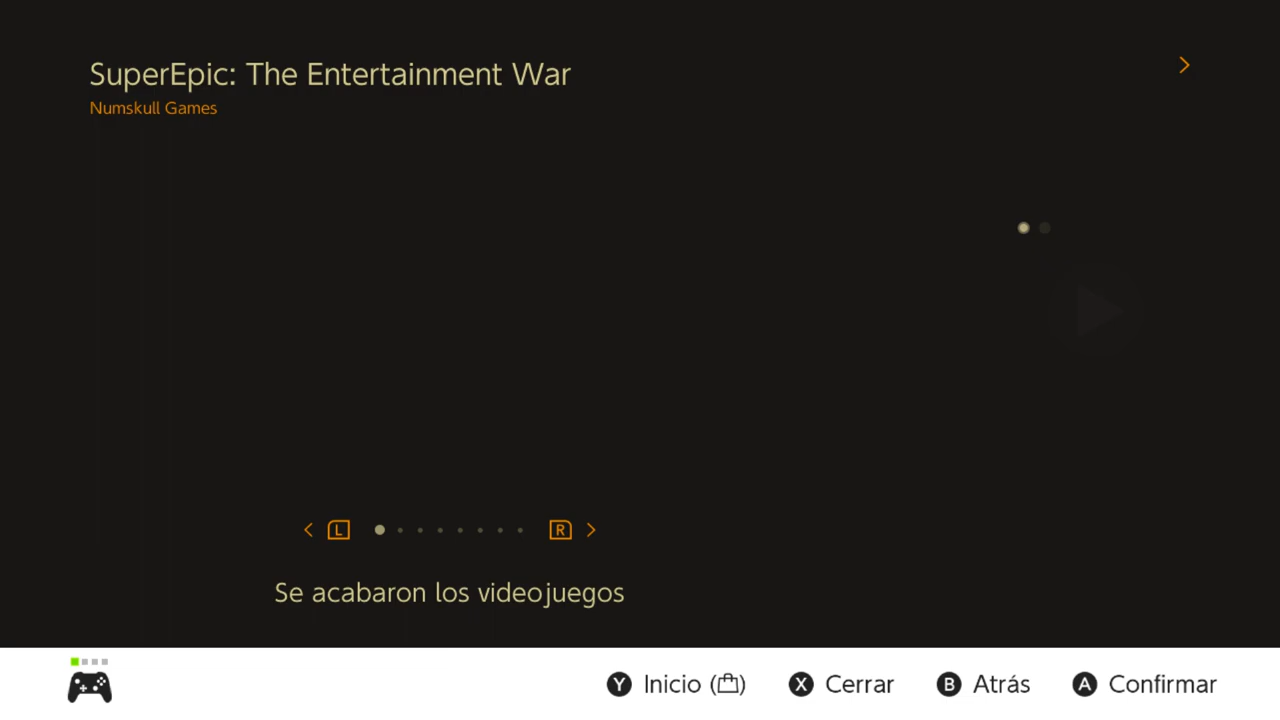 SuperEpic: The Entertainment War
Numskull Games
L
R
Se acabaron los videojuegos
Y Inicio
X Cerrar
B Atrás
A Confirmar